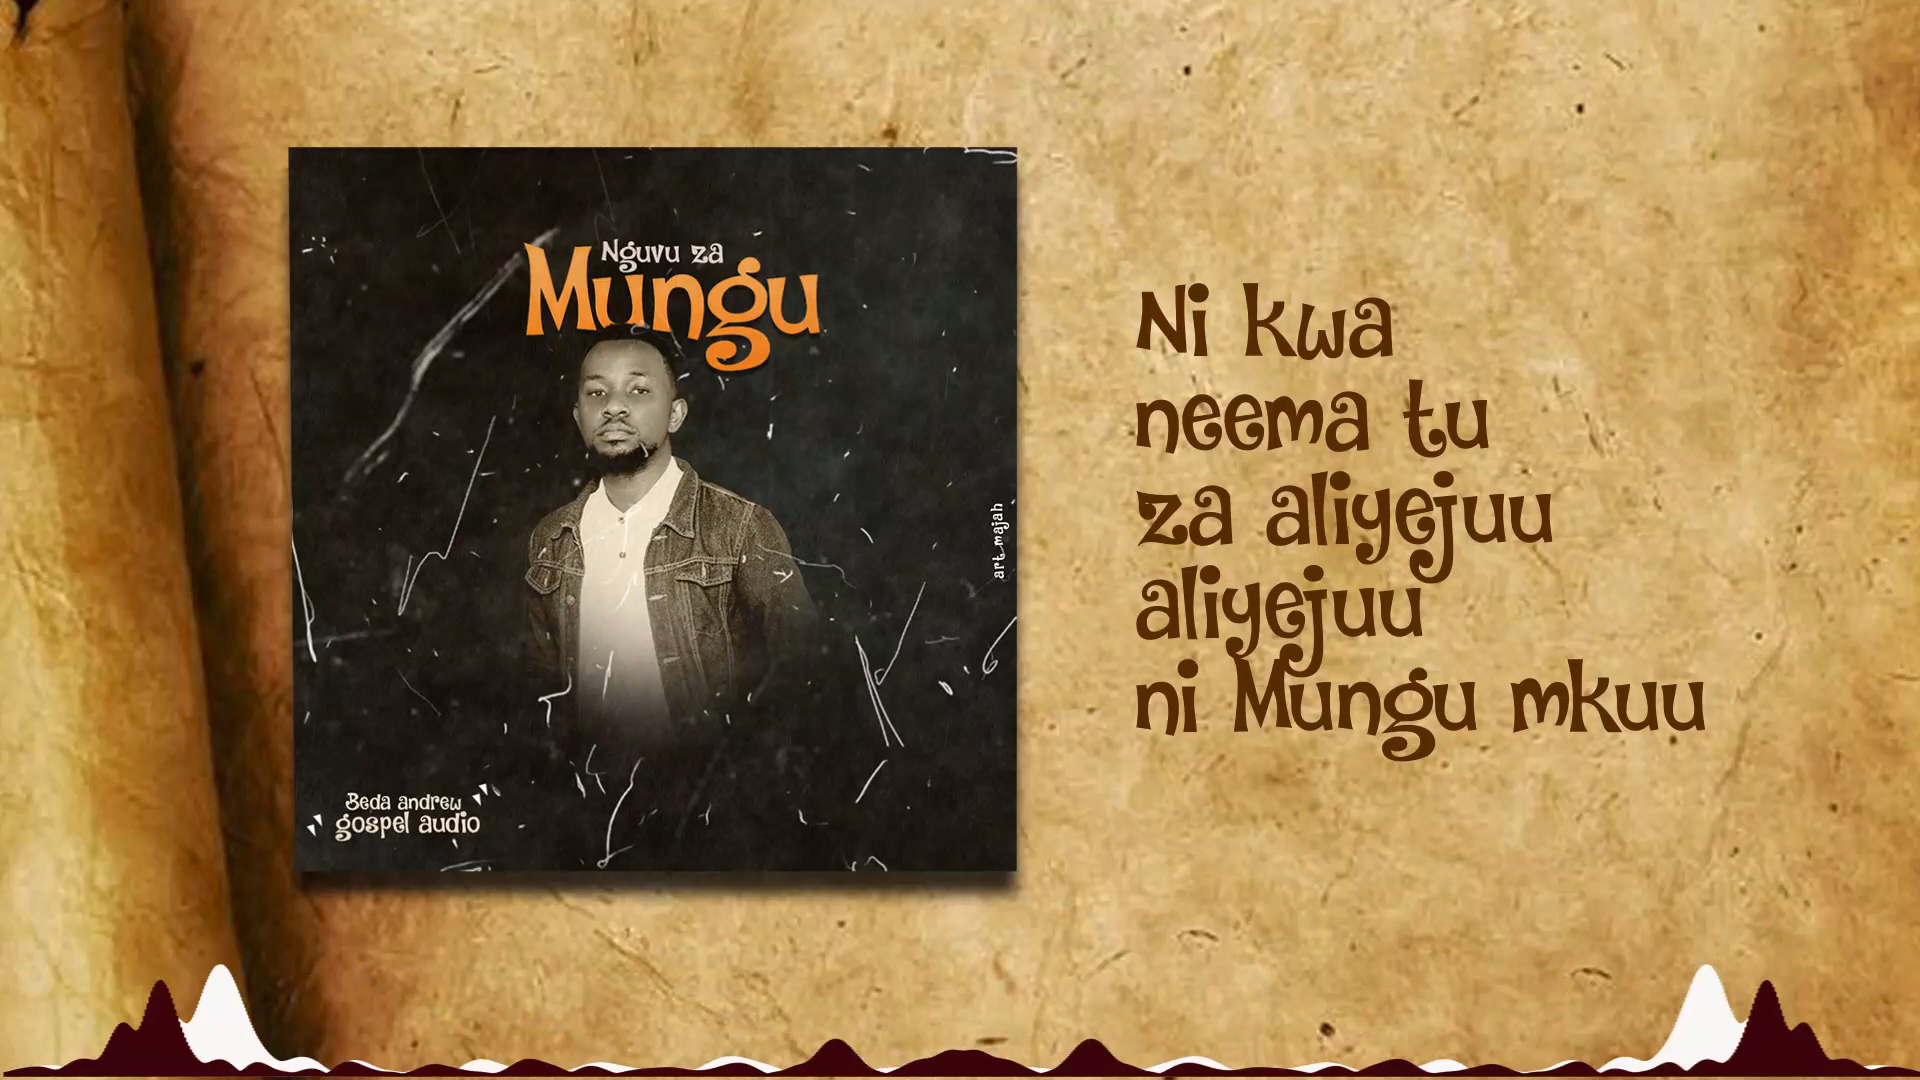 Nguvu za
Mungu
art_majah
Beda andrew
gospel audio
Ni kwa
neema tu
za aliyejuu
aliyejuu
ni Mungu mkuu